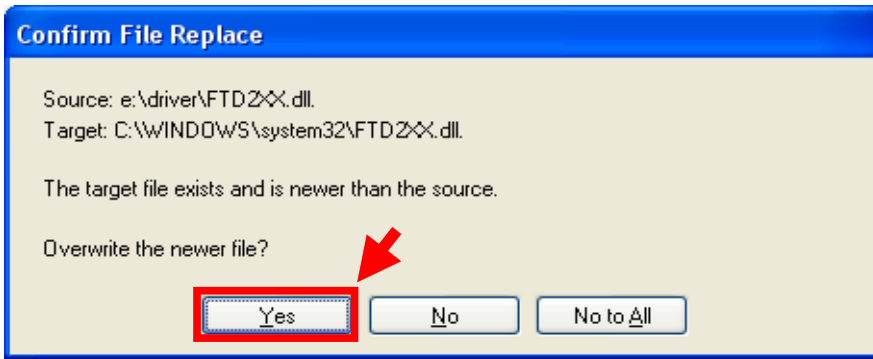 Confirm File Replace
Source: e:\driver\FTD2XX.dll.
Target: C:\WINDOWS\system32\FTD2XX.dll.
The target file exists and is newer than the source.
Overwrite the newer file?
Yes No No to All